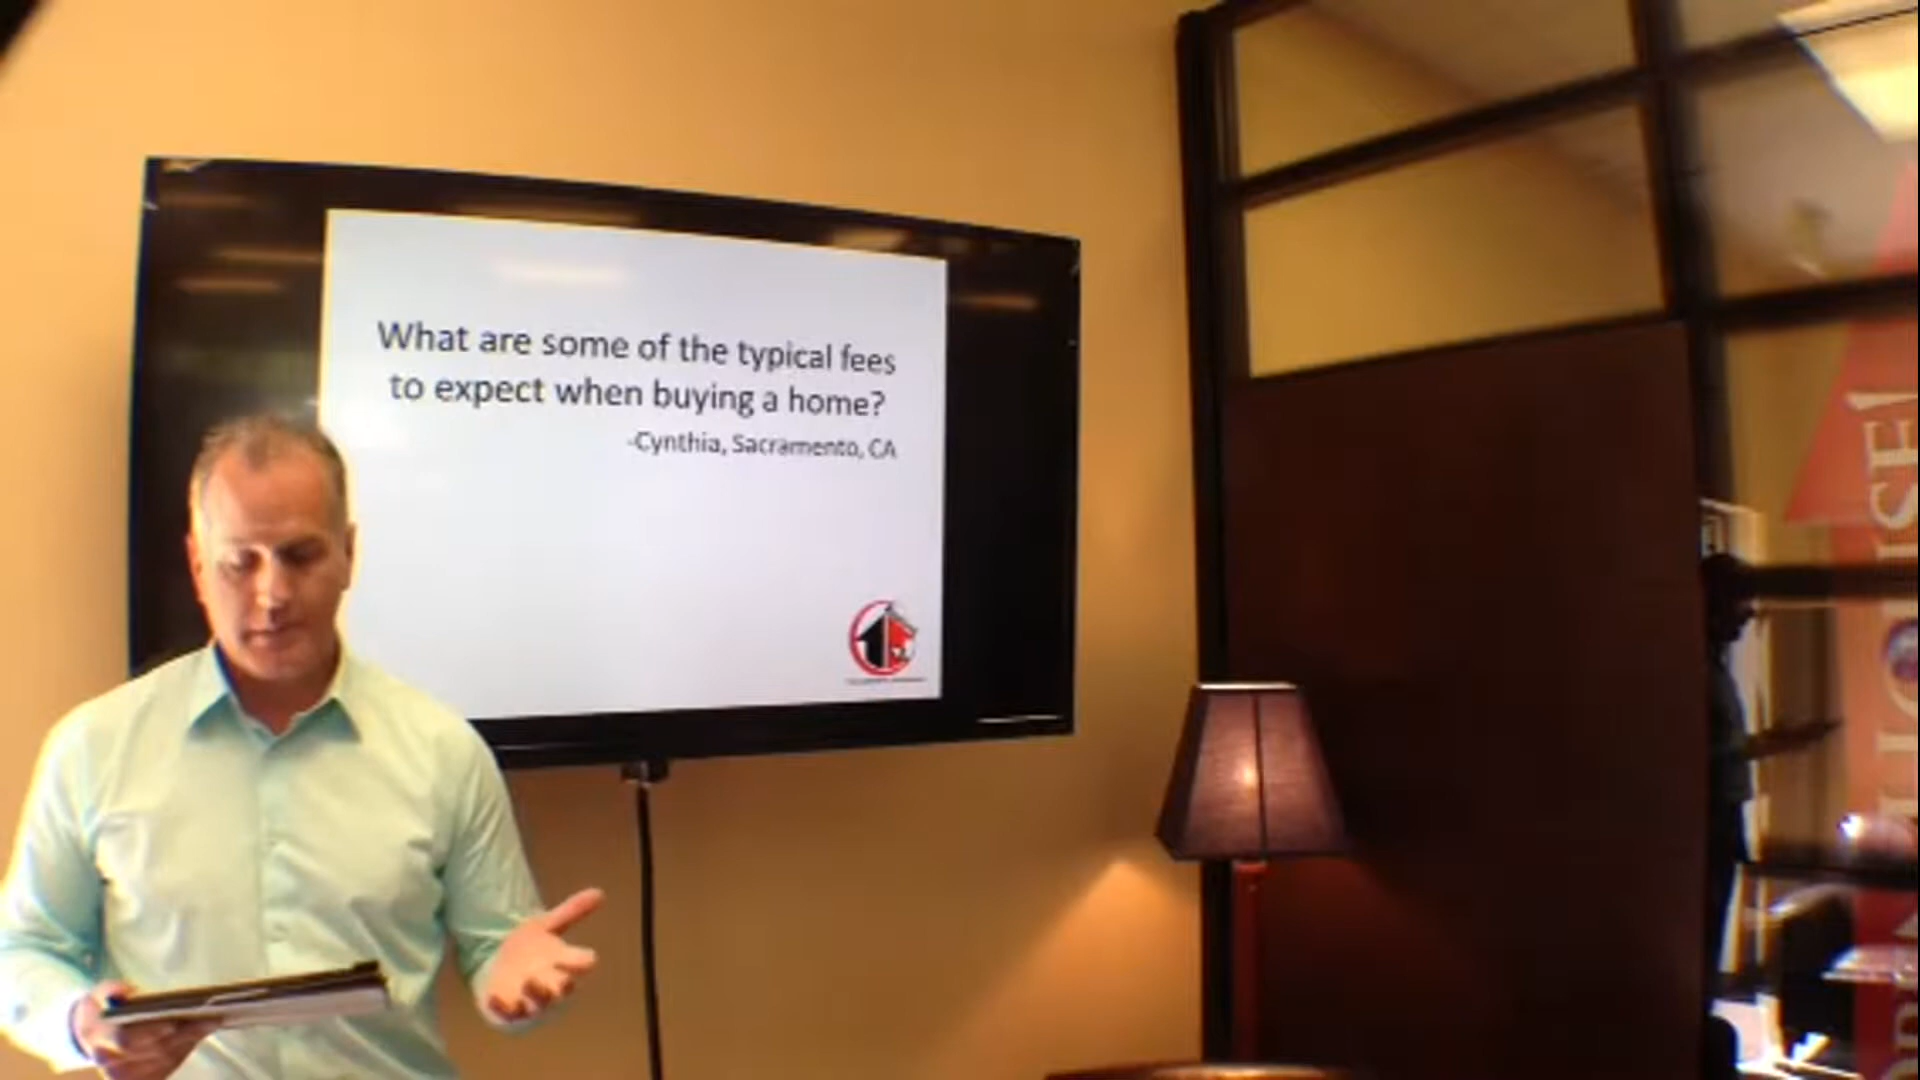 What are some of the typical fees
to expect when buying a home?
-Cynthia, Sacramento, CA